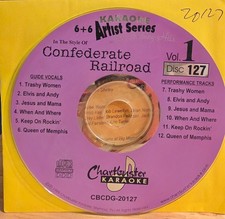 20127
KARAOKE
6+6 Artist Series
In The Style Of
Confederate
Railroad
Vol. 1
Disc 127
GUIDE VOCALS
1. Trashy Women
2. Elvis and Andy
3. Jesus and Mama
4. When And Where
5. Keep On Rockin'
6. Queen of Memphis
PERFORMANCE TRACKS
7. Trashy Women
8. Elvis and Andy
9. Jesus and Mama
10. When And Where
11. Keep On Rockin'
12. Queen of Memphis
Chartbuster
KARAOKE
CBCDG-20127